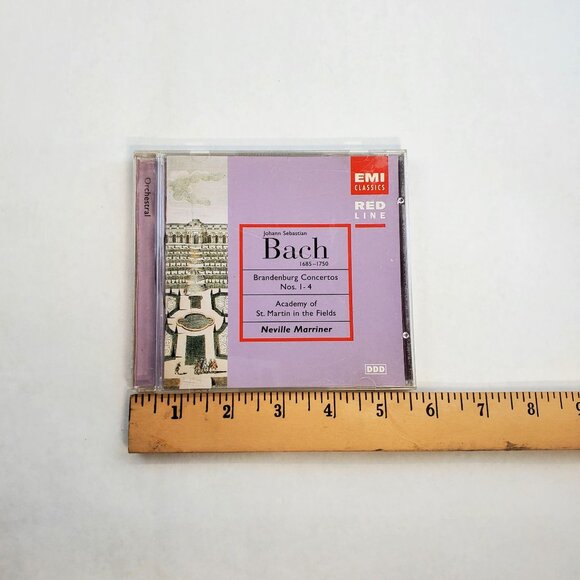 Orchestral
EMI
CLASSICS
RED
LINE
Johann Sebastian
Bach
1685-1750
Brandenburg Concertos
Nos. 1-4
Academy of
St. Martin in the Fields
Neville Marriner
DDD
1 2 3 4 5 6 7 8 9